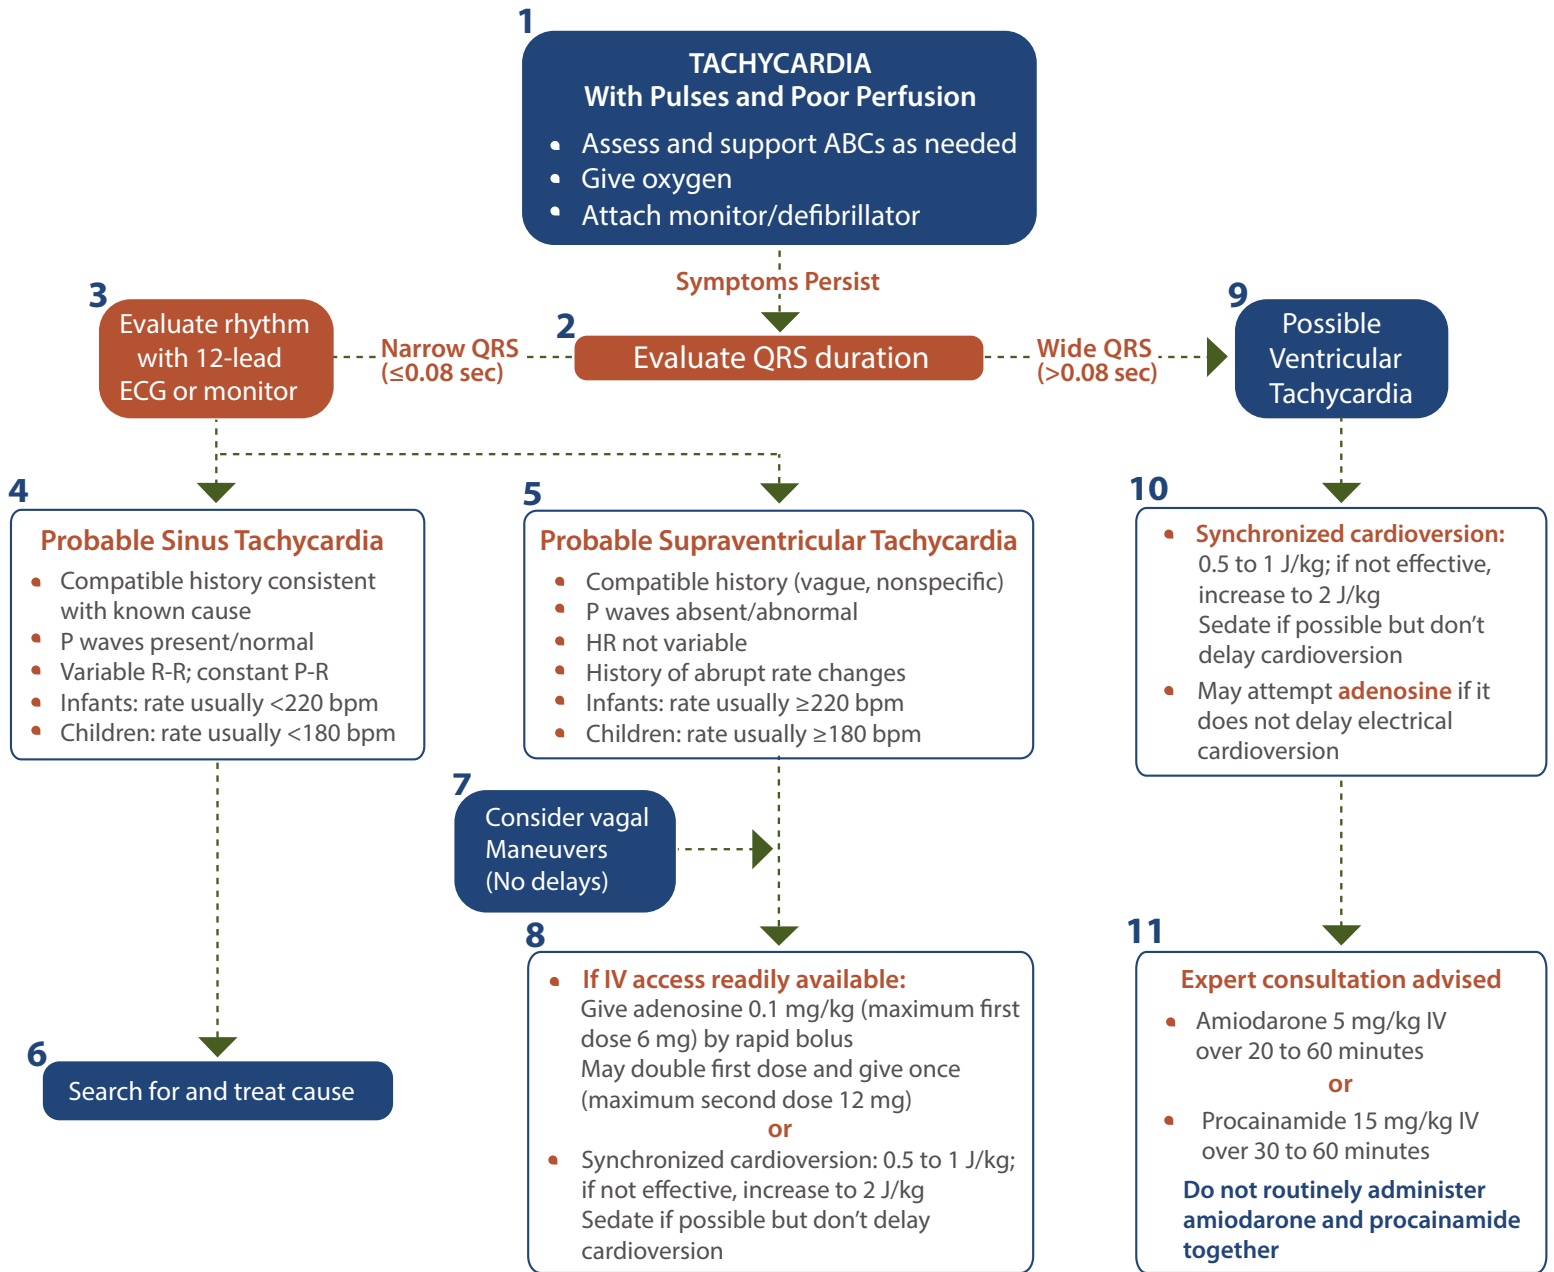 1
TACHYCARDIA
With Pulses and Poor Perfusion
• Assess and support ABCs as needed
• Give oxygen
• Attach monitor/defibrillator
Symptoms Persist
2
Evaluate QRS duration
Narrow QRS
(≤0.08 sec)
Wide QRS
(>0.08 sec)
3
Evaluate rhythm
with 12-lead
ECG or monitor
9
Possible
Ventricular
Tachycardia
4
Probable Sinus Tachycardia
• Compatible history consistent
with known cause
• P waves present/normal
• Variable R-R; constant P-R
• Infants: rate usually <220 bpm
• Children: rate usually <180 bpm
5
Probable Supraventricular Tachycardia
• Compatible history (vague, nonspecific)
• P waves absent/abnormal
• HR not variable
• History of abrupt rate changes
• Infants: rate usually ≥220 bpm
• Children: rate usually ≥180 bpm
10
• Synchronized cardioversion:
0.5 to 1 J/kg; if not effective,
increase to 2 J/kg
Sedate if possible but don’t
delay cardioversion
• May attempt adenosine if it
does not delay electrical
cardioversion
7
Consider vagal
Maneuvers
(No delays)
6
Search for and treat cause
8
• If IV access readily available:
Give adenosine 0.1 mg/kg (maximum first
dose 6 mg) by rapid bolus
May double first dose and give once
(maximum second dose 12 mg)
or
• Synchronized cardioversion: 0.5 to 1 J/kg;
if not effective, increase to 2 J/kg
Sedate if possible but don’t delay
cardioversion
11
Expert consultation advised
• Amiodarone 5 mg/kg IV
over 20 to 60 minutes
or
• Procainamide 15 mg/kg IV
over 30 to 60 minutes
Do not routinely administer
amiodarone and procainamide
together